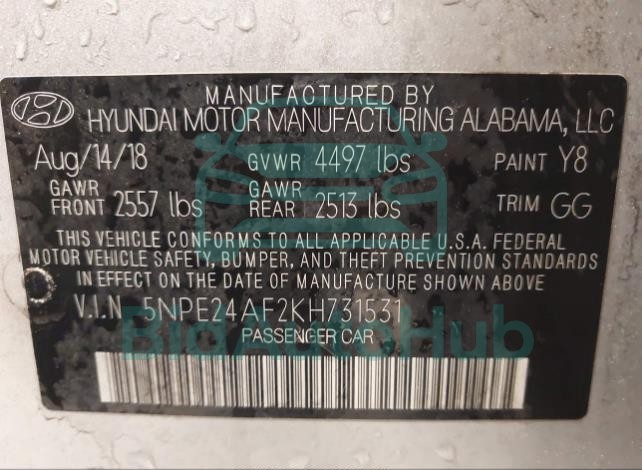 MANUFACTURED BY
HYUNDAI MOTOR MANUFACTURING ALABAMA, LLC
Aug/14/18 GVWR 4497 lbs PAINT Y8
GAWR FRONT 2557 lbs GAWR REAR 2513 lbs TRIM GG
THIS VEHICLE CONFORMS TO ALL APPLICABLE U.S.A. FEDERAL
MOTOR VEHICLE SAFETY, BUMPER, AND THEFT PREVENTION STANDARDS
IN EFFECT ON THE DATE OF MANUFACTURE SHOWN ABOVE
V.I.N 5NPE24AF2KH731531
PASSENGER CAR
BidAutoHub